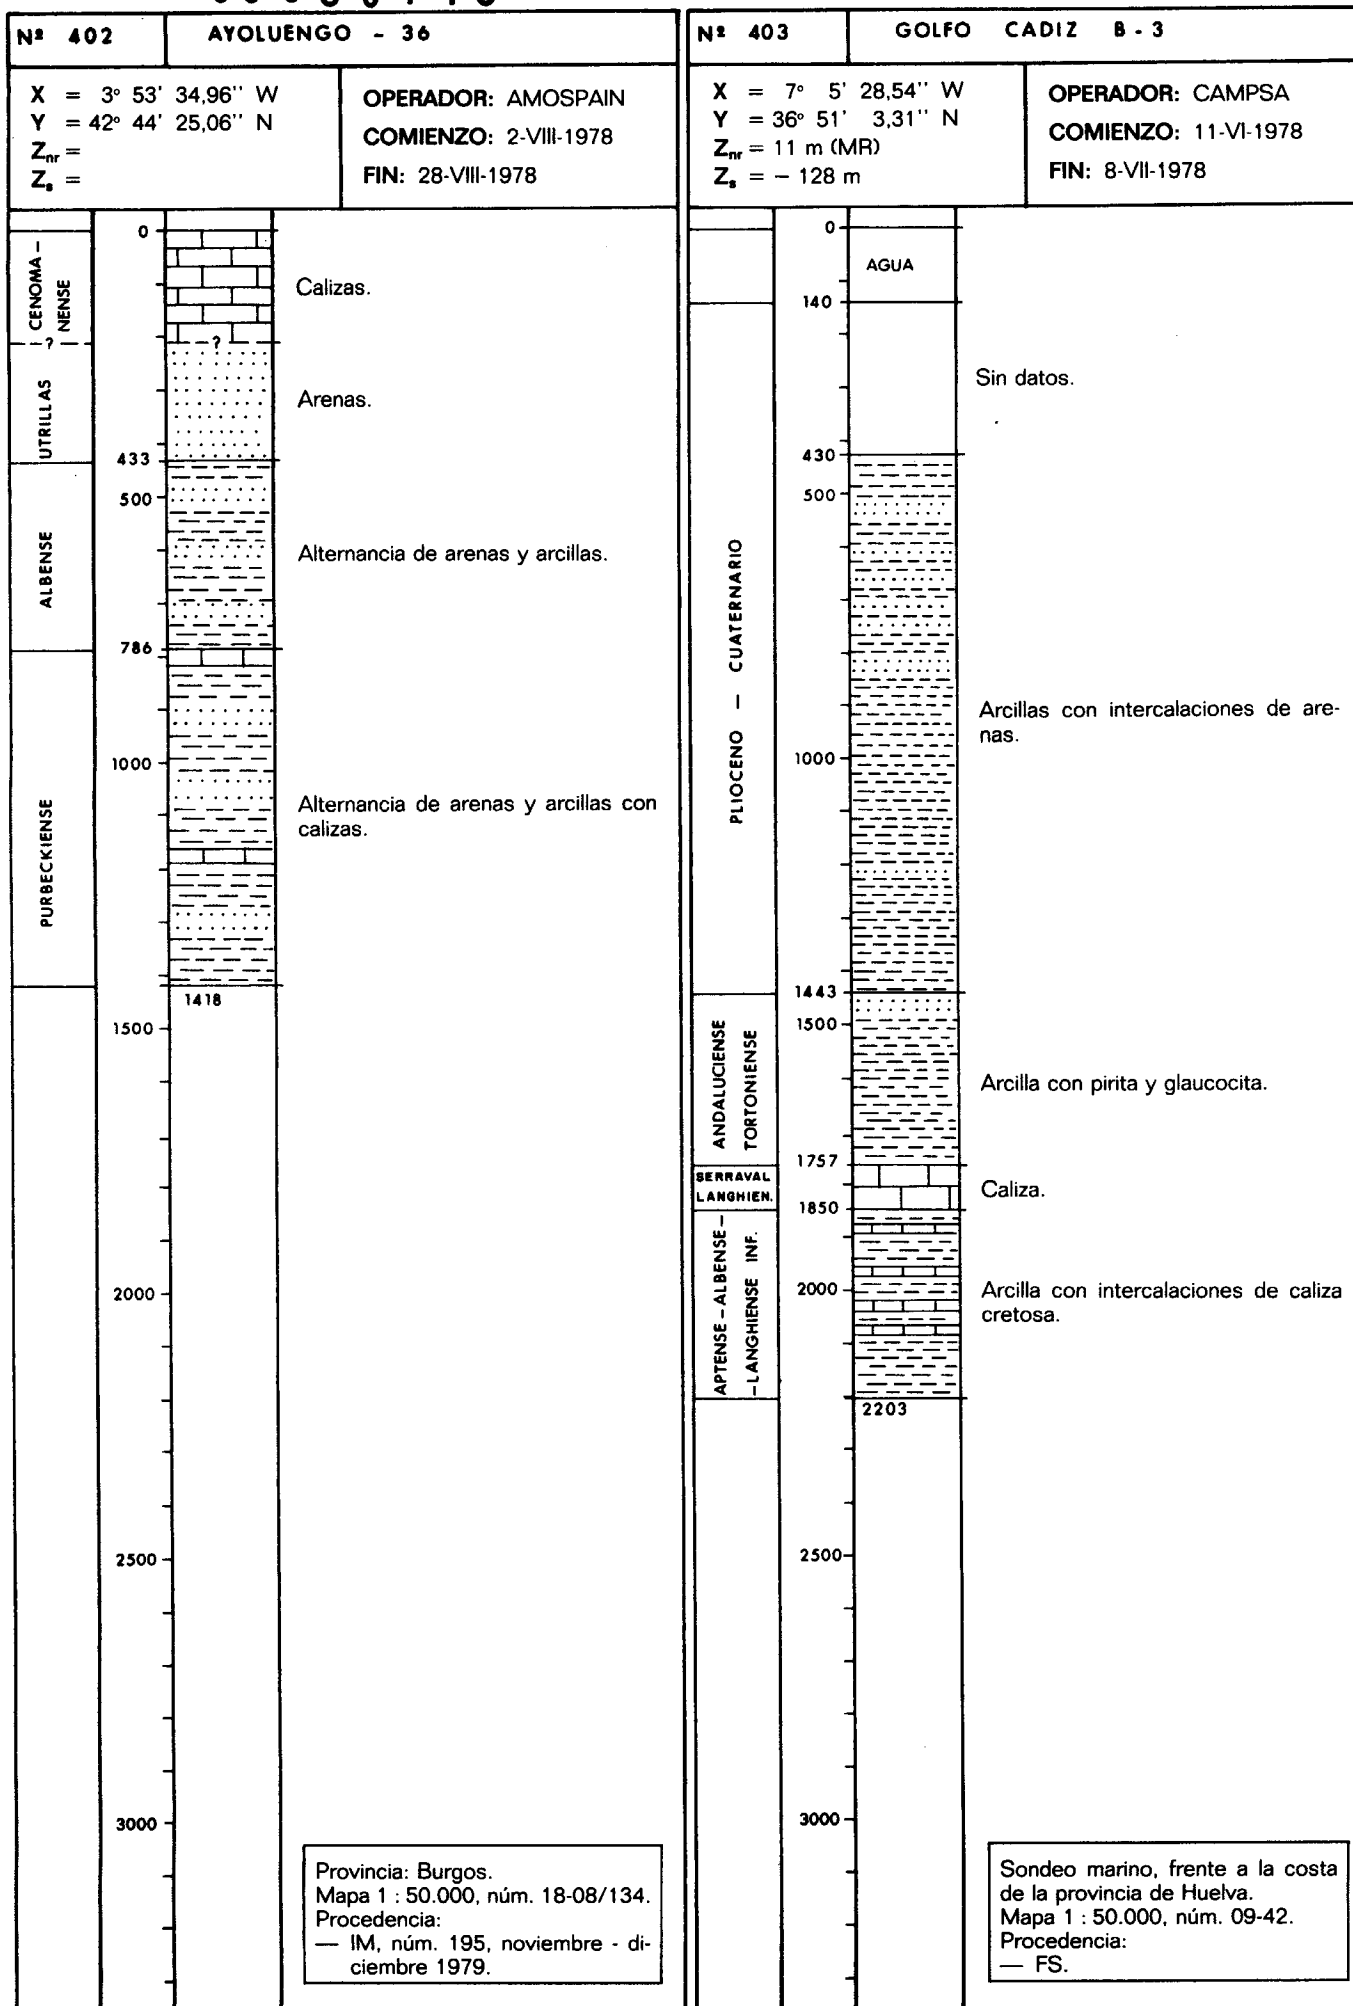 Nº 402
AYOLUENGO - 36
X = 3° 53' 34,96'' W
Y = 42° 44' 25,06'' N
Znr =
Zs =
OPERADOR: AMOSPAIN
COMIENZO: 2-VIII-1978
FIN: 28-VIII-1978
0
CENOMA-
NENSE
Calizas.
?
?
UTRILLAS
Arenas.
433
500
ALBENSE
Alternancia de arenas y arcillas.
786
1000
PURBECKIENSE
Alternancia de arenas y arcillas con
calizas.
1418
1500
2000
2500
3000
Provincia: Burgos.
Mapa 1 : 50.000, núm. 18-08/134.
Procedencia:
— IM, núm. 195, noviembre - di-
ciembre 1979.
Nº 403
GOLFO CADIZ B - 3
X = 7° 5' 28,54'' W
Y = 36° 51' 3,31'' N
Znr = 11 m (MR)
Zs = − 128 m
OPERADOR: CAMPSA
COMIENZO: 11-VI-1978
FIN: 8-VII-1978
0
AGUA
140
Sin datos.
430
500
PLIOCENO — CUATERNARIO
Arcillas con intercalaciones de are-
nas.
1000
1443
1500
ANDALUCIENSE
TORTONIENSE
Arcilla con pirita y glaucocita.
1757
SERRAVAL
LANGHIEN.
Caliza.
1850
APTENSE-ALBENSE-
-LANGHIENSE INF.
2000
Arcilla con intercalaciones de caliza
cretosa.
2203
2500
3000
Sondeo marino, frente a la costa
de la provincia de Huelva.
Mapa 1 : 50.000, núm. 09-42.
Procedencia:
— FS.